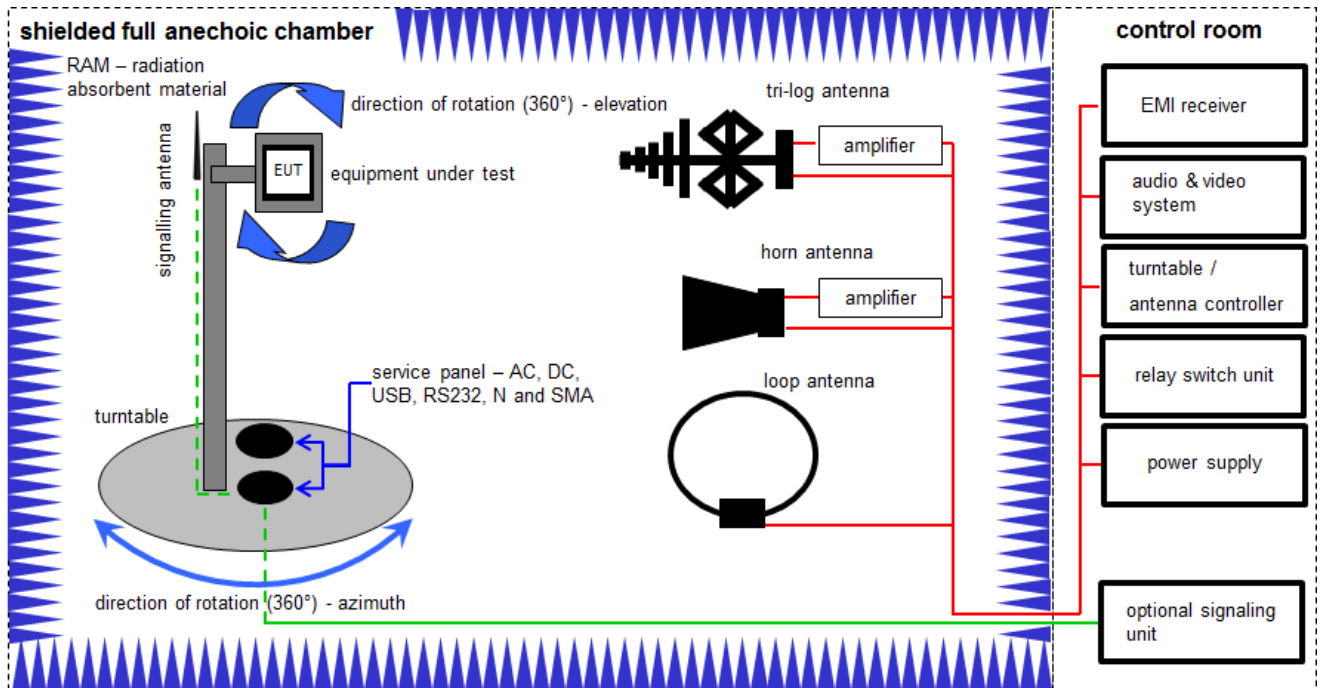 shielded full anechoic chamber
control room
RAM – radiation
absorbent material
signalling antenna
direction of rotation (360°) - elevation
EUT
equipment under test
tri-log antenna
amplifier
horn antenna
amplifier
loop antenna
service panel – AC, DC,
USB, RS232, N and SMA
turntable
direction of rotation (360°) - azimuth
EMI receiver
audio & video
system
turntable /
antenna controller
relay switch unit
power supply
optional signaling
unit